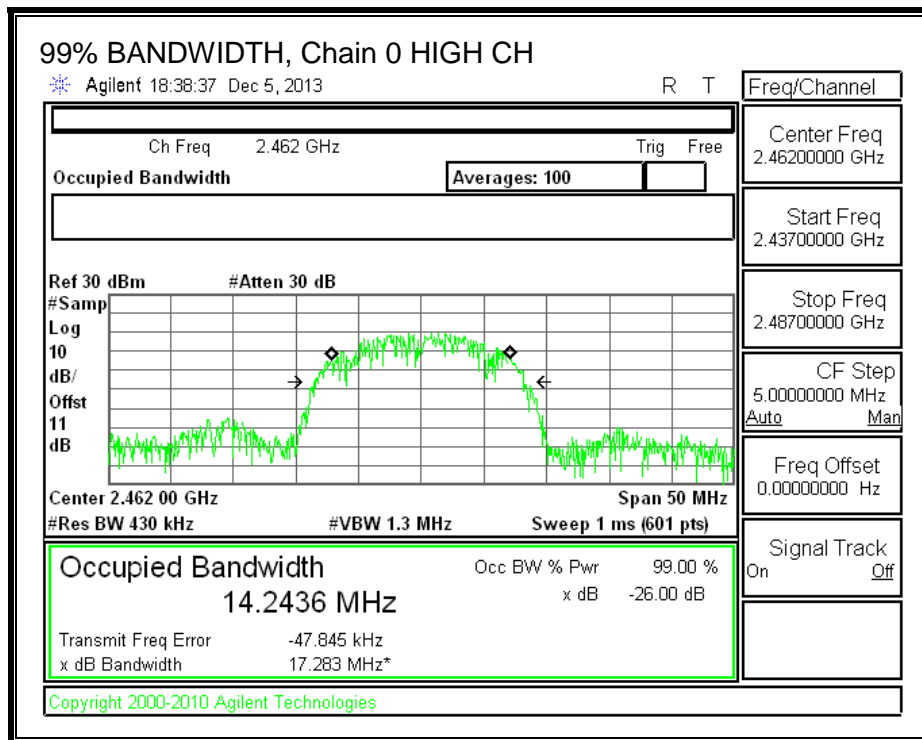 99% BANDWIDTH, Chain 0 HIGH CH
Agilent 18:38:37 Dec 5, 2013 R T
Freq/Channel
Ch Freq 2.462 GHz Trig Free
Occupied Bandwidth Averages: 100
Center Freq
2.46200000 GHz
Start Freq
2.43700000 GHz
Stop Freq
2.48700000 GHz
CF Step
5.00000000 MHz
Auto Man
Freq Offset
0.00000000 Hz
Signal Track
On Off
Ref 30 dBm #Atten 30 dB
#Samp
Log
10
dB/
Offst
11
dB
Center 2.462 00 GHz Span 50 MHz
#Res BW 430 kHz #VBW 1.3 MHz Sweep 1 ms (601 pts)
Occupied Bandwidth Occ BW % Pwr 99.00 %
14.2436 MHz x dB -26.00 dB
Transmit Freq Error -47.845 kHz
x dB Bandwidth 17.283 MHz*
Copyright 2000-2010 Agilent Technologies